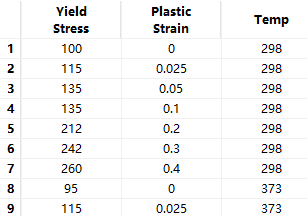 Yield Stress Plastic Strain Temp
1 100 0 298
2 115 0.025 298
3 135 0.05 298
4 135 0.1 298
5 212 0.2 298
6 242 0.3 298
7 260 0.4 298
8 95 0 373
9 115 0.025 373